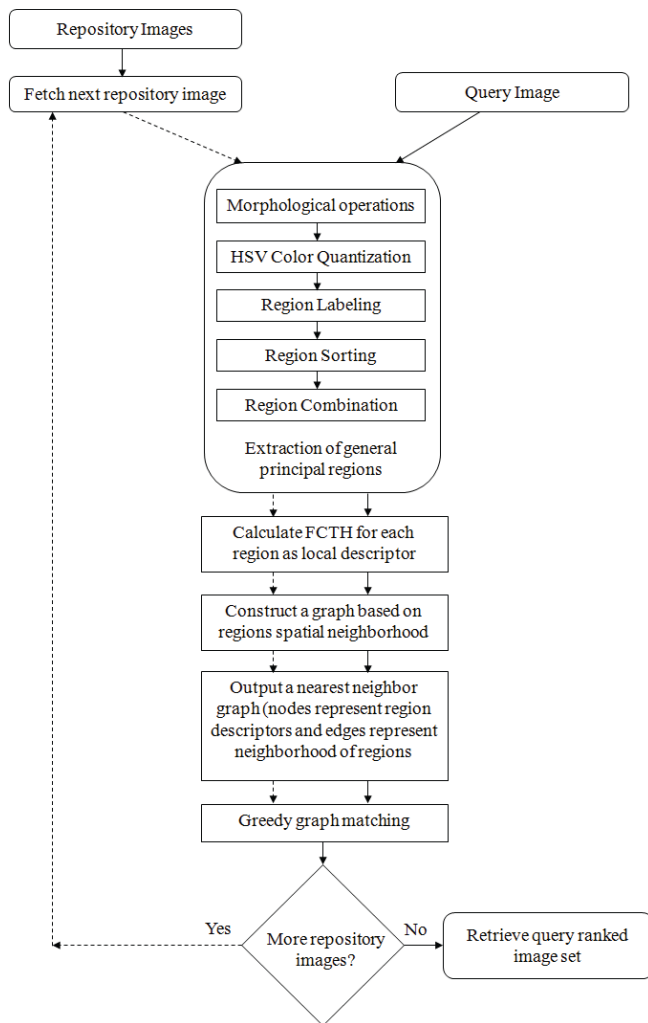 Repository Images
Fetch next repository image
Query Image
Morphological operations
HSV Color Quantization
Region Labeling
Region Sorting
Region Combination
Extraction of general
principal regions
Calculate FCTH for each
region as local descriptor
Construct a graph based on
regions spatial neighborhood
Output a nearest neighbor
graph (nodes represent region
descriptors and edges represent
neighborhood of regions
Greedy graph matching
Yes
More repository
images?
No
Retrieve query ranked
image set